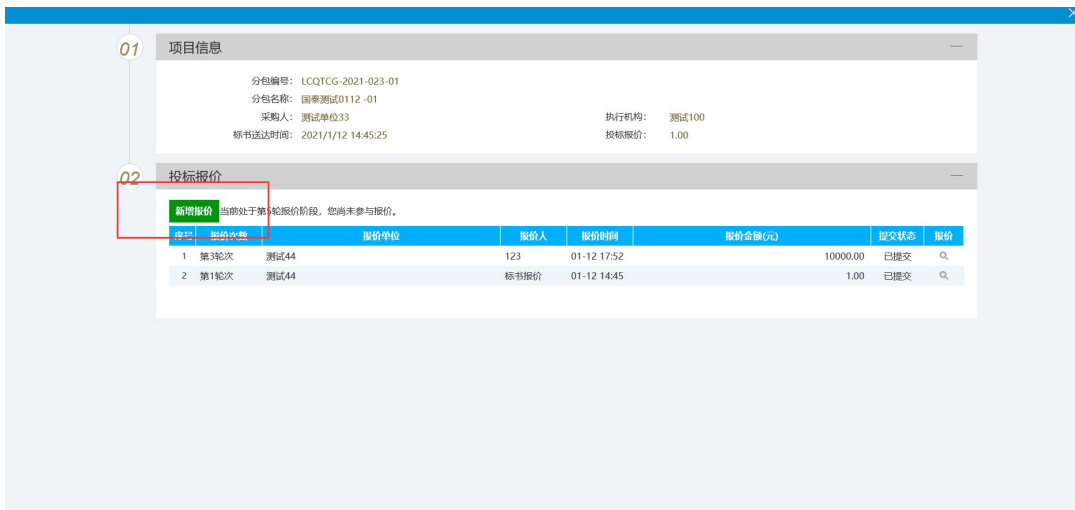 01 项目信息
分包编号： LCQTCG-2021-023-01
分包名称： 国泰测试0112 -01
采购人： 测试单位33 执行机构： 测试100
标书送达时间： 2021/1/12 14:45:25 投标报价： 1.00
02 投标报价
新增报价 当前处于第5轮报价阶段，您尚未参与报价。
序号 报价次数 报价单位 报价人 报价时间 报价金额(元) 提交状态 报价
1 第3轮次 测试44 123 01-12 17:52 10000.00 已提交
2 第1轮次 测试44 标书报价 01-12 14:45 1.00 已提交